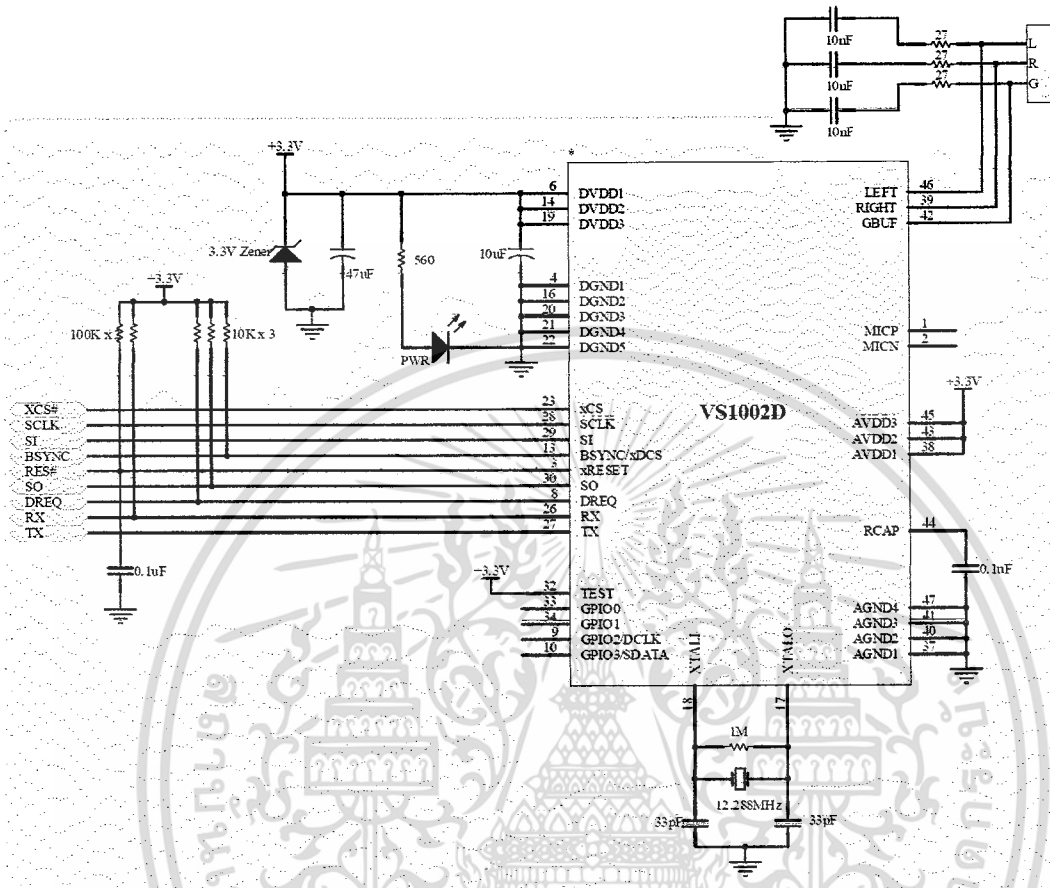 10nF
27
L
27
R
10nF
27
G
10nF
+3.3V
*
6 DVDD1
14 DVDD2
19 DVDD3
LEFT 46
RIGHT 39
GBUF 42
3.3V Zener
47uF
560
10uF
4 DGND1
16 DGND2
20 DGND3
21 DGND4
22 DGND5
+3.3V
100K x
10K x 3
PWR
MICP 1
MICN 2
VS1002D
+3.3V
AVDD3 45
AVDD2 43
AVDD1 38
XCS# 23 xCS
SCLK 28 SCLK
SI 29 SI
BSYNC 13 BSYNC/xDCS
RES# 3 xRESET
SO 30 SO
DREQ 8 DREQ
RX 26 RX
TX 27 TX
RCAP 44
0.1uF
0.1uF
+3.3V
32 TEST
33 GPIO0
34 GPIO1
9 GPIO2/DCLK
10 GPIO3/SDATA
AGND4 47
AGND3 41
AGND2 40
AGND1 37
XTALI
XTALO
18
17
1M
12.288MHz
33pF
33pF